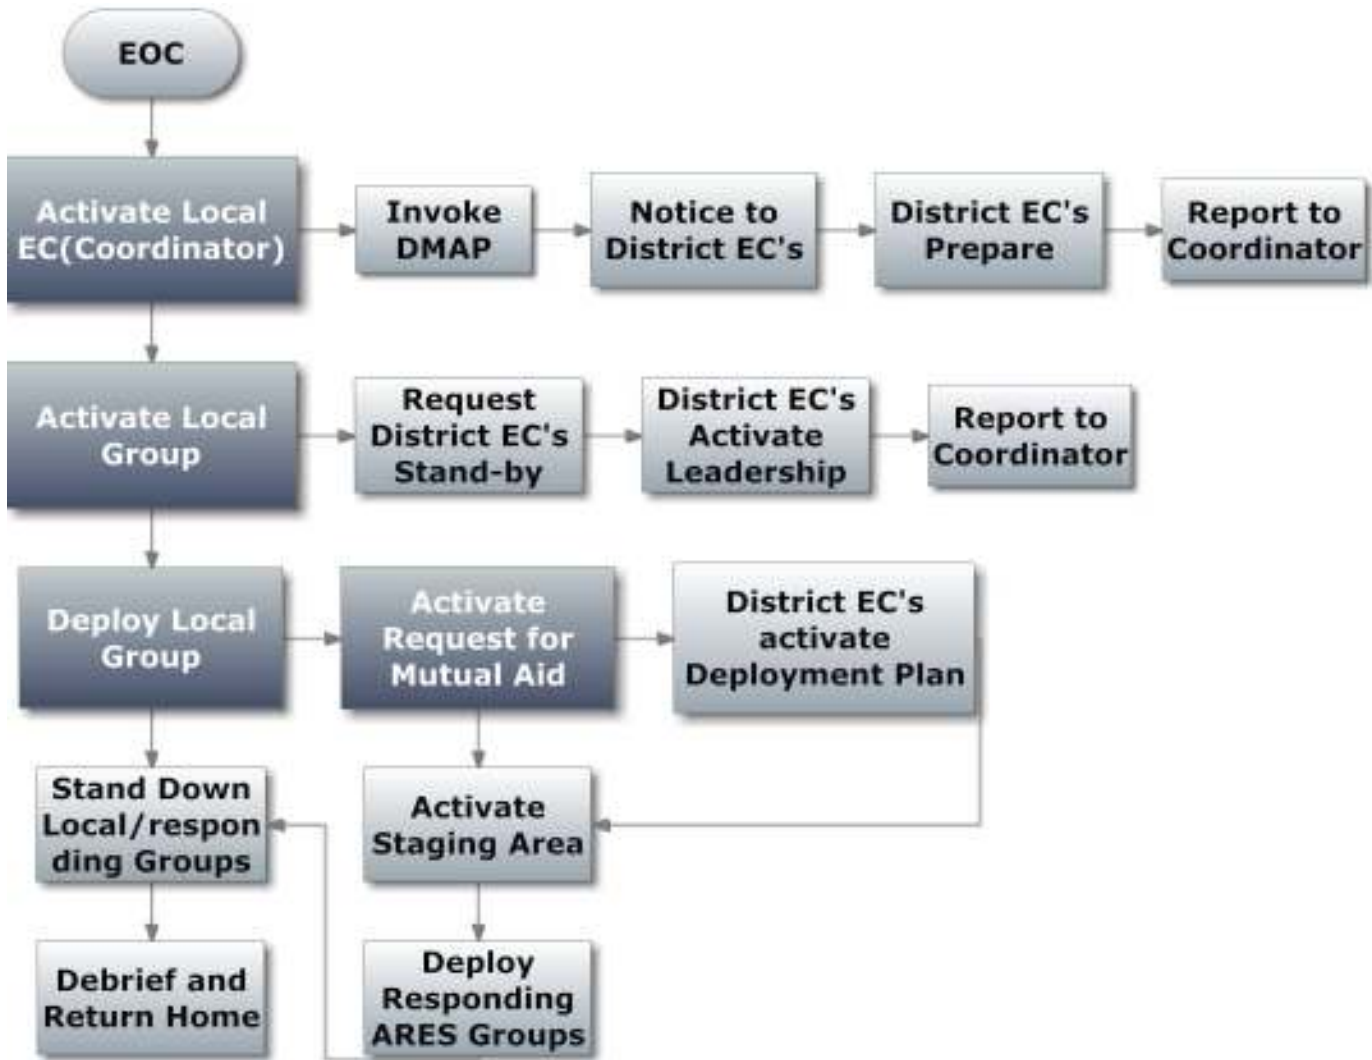 EOC
Activate Local
EC(Coordinator)
Invoke
DMAP
Notice to
District EC's
District EC's
Prepare
Report to
Coordinator
Activate Local
Group
Request
District EC's
Stand-by
District EC's
Activate
Leadership
Report to
Coordinator
Deploy Local
Group
Activate
Request for
Mutual Aid
District EC's
activate
Deployment Plan
Stand Down
Local/respon
ding Groups
Activate
Staging Area
Debrief and
Return Home
Deploy
Responding
ARES Groups